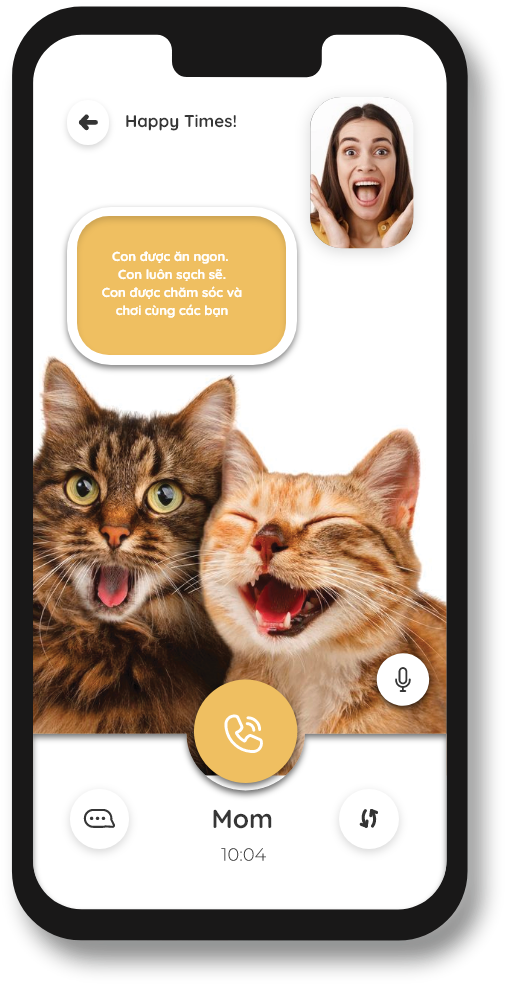 Happy Times!
Con được ăn ngon.
Con luôn sạch sẽ.
Con được chăm sóc và
chơi cùng các bạn
Mom
10:04